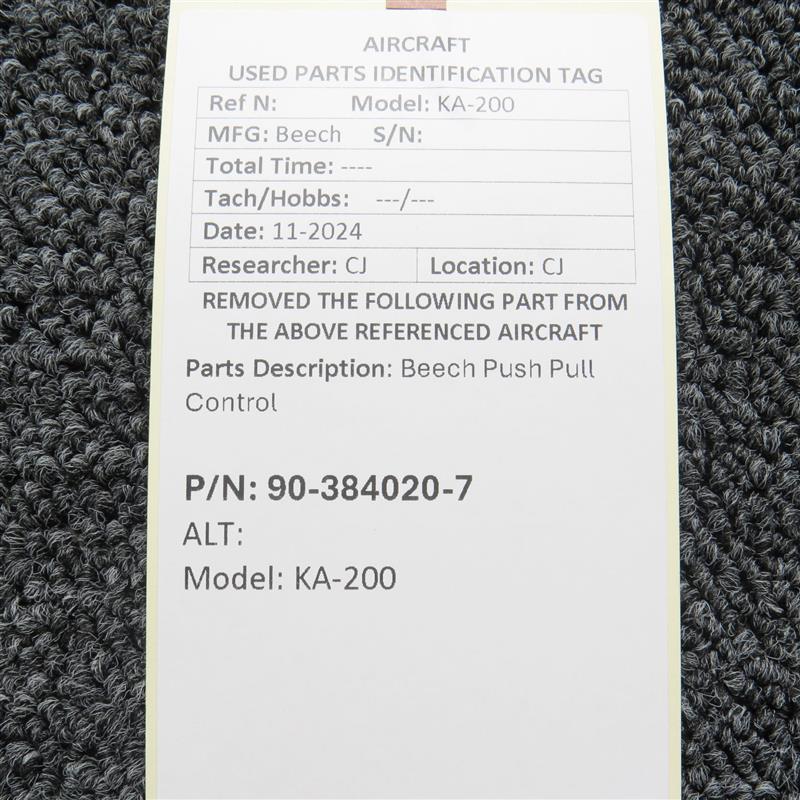 AIRCRAFT
USED PARTS IDENTIFICATION TAG
Ref N: Model: KA-200
MFG: Beech S/N:
Total Time: ----
Tach/Hobbs: ---/---
Date: 11-2024
Researcher: CJ Location: CJ
REMOVED THE FOLLOWING PART FROM
THE ABOVE REFERENCED AIRCRAFT
Parts Description: Beech Push Pull
Control
P/N: 90-384020-7
ALT:
Model: KA-200